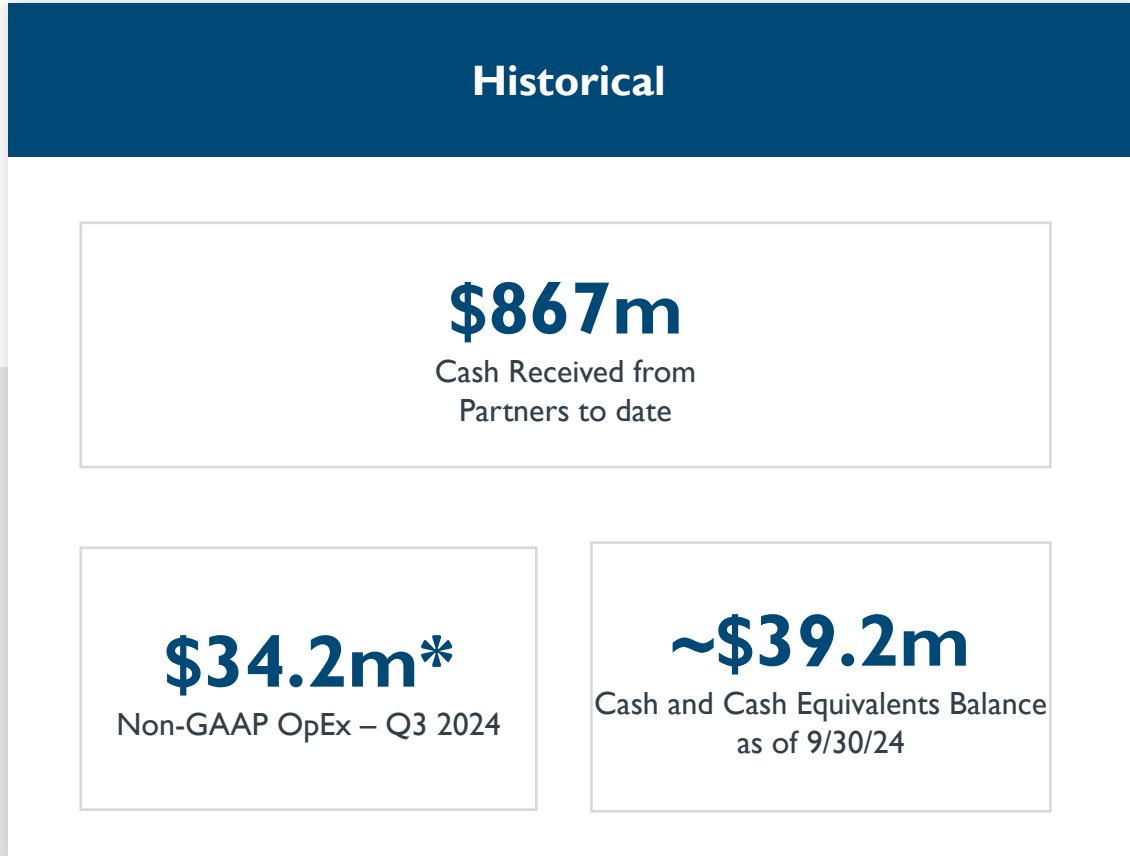 Historical
$867m
Cash Received from
Partners to date
$34.2m*
Non-GAAP OpEx – Q3 2024
~$39.2m
Cash and Cash Equivalents Balance
as of 9/30/24